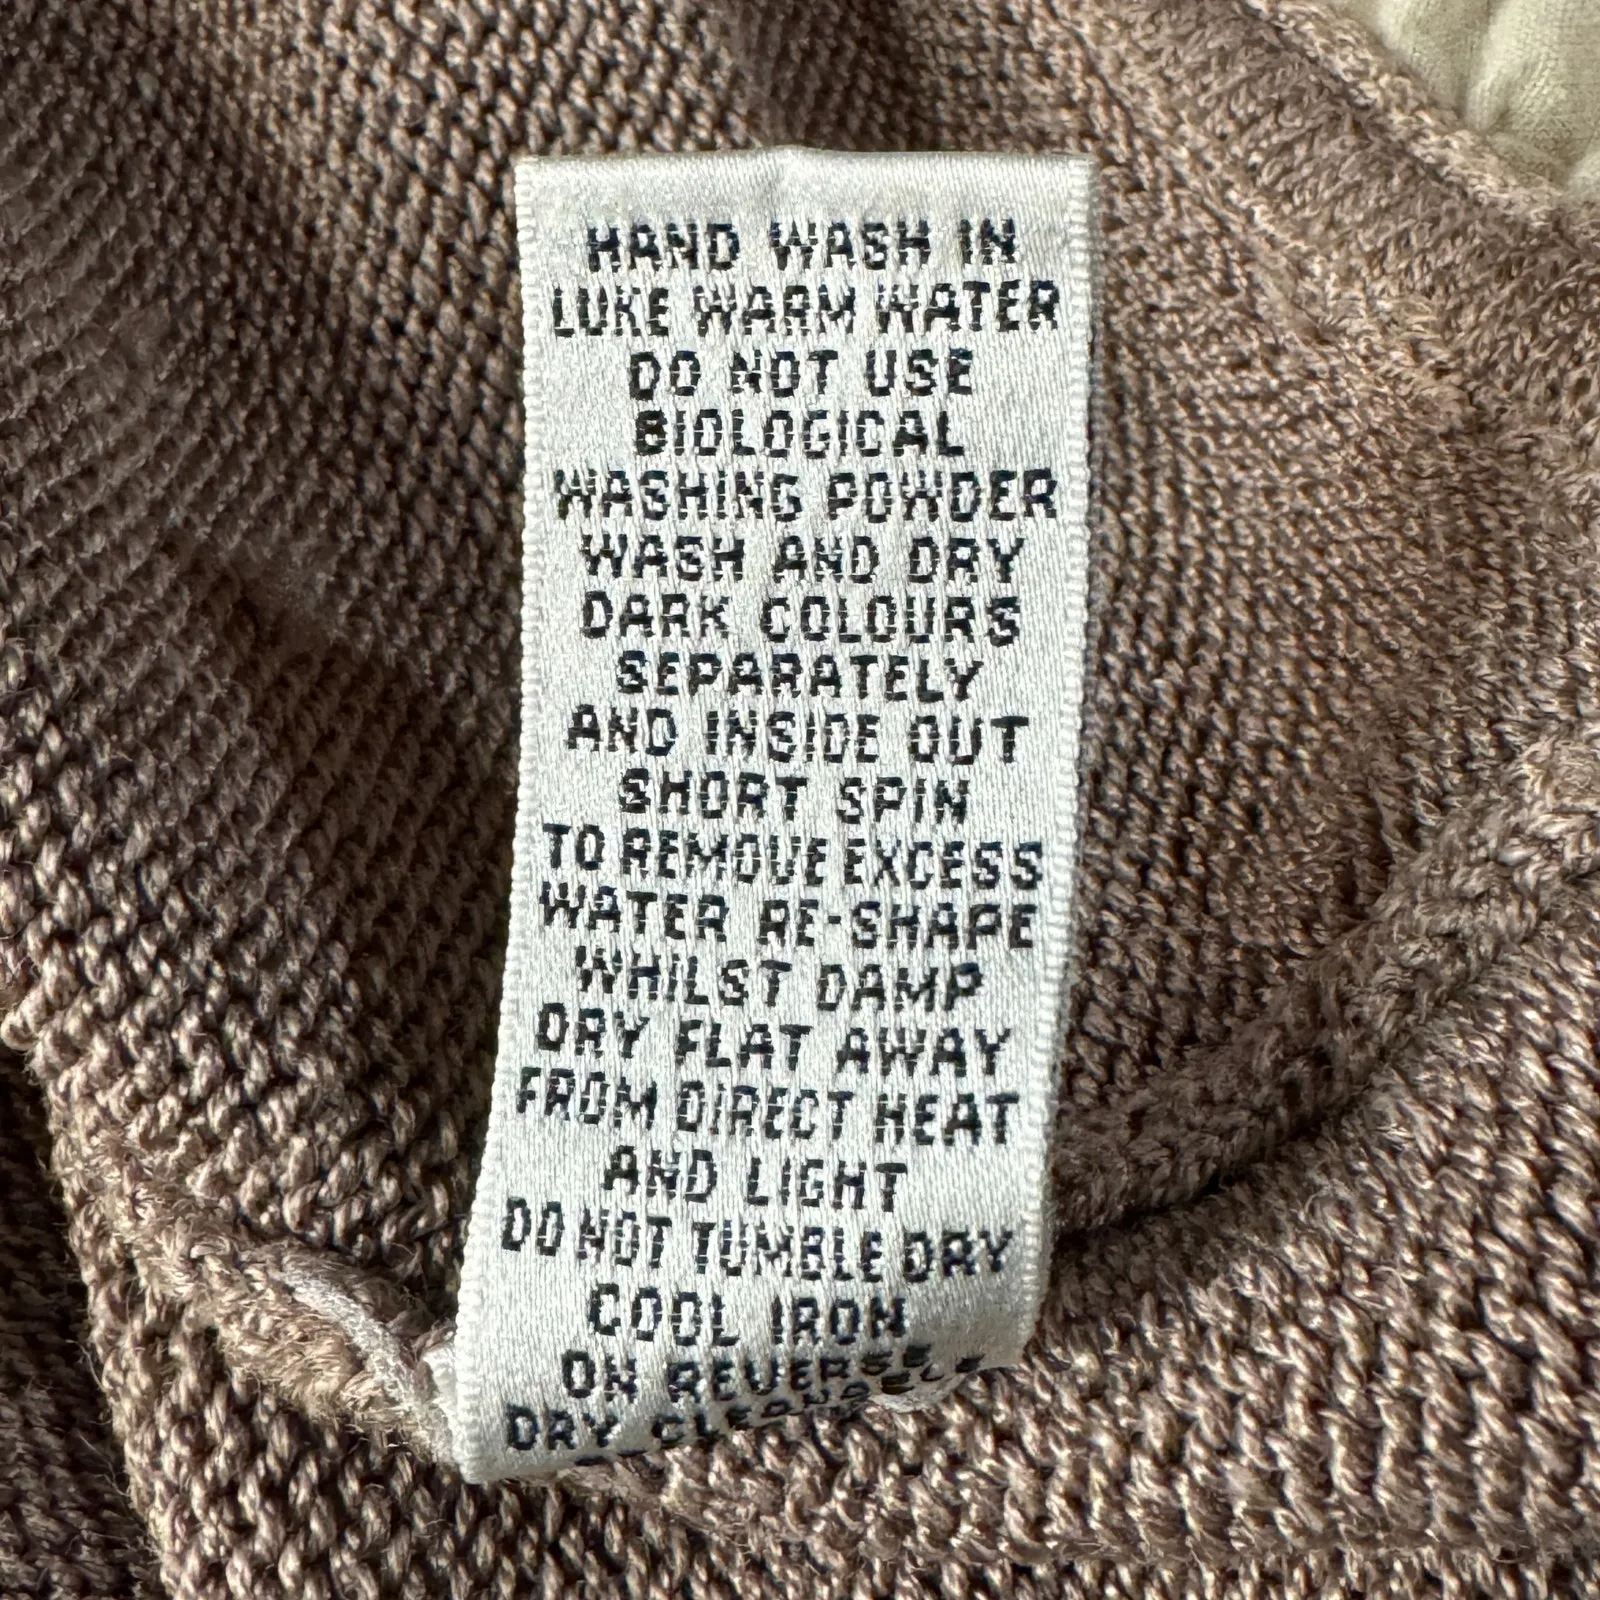 HAND WASH IN
LUKE WARM WATER
DO NOT USE
BIOLOGICAL
WASHING POWDER
WASH AND DRY
DARK COLOURS
SEPARATELY
AND INSIDE OUT
SHORT SPIN
TO REMOVE EXCESS
WATER RE-SHAPE
WHILST DAMP
DRY FLAT AWAY
FROM DIRECT HEAT
AND LIGHT
DO NOT TUMBLE DRY
COOL IRON
ON REVERSE
DRY CLEANABLE